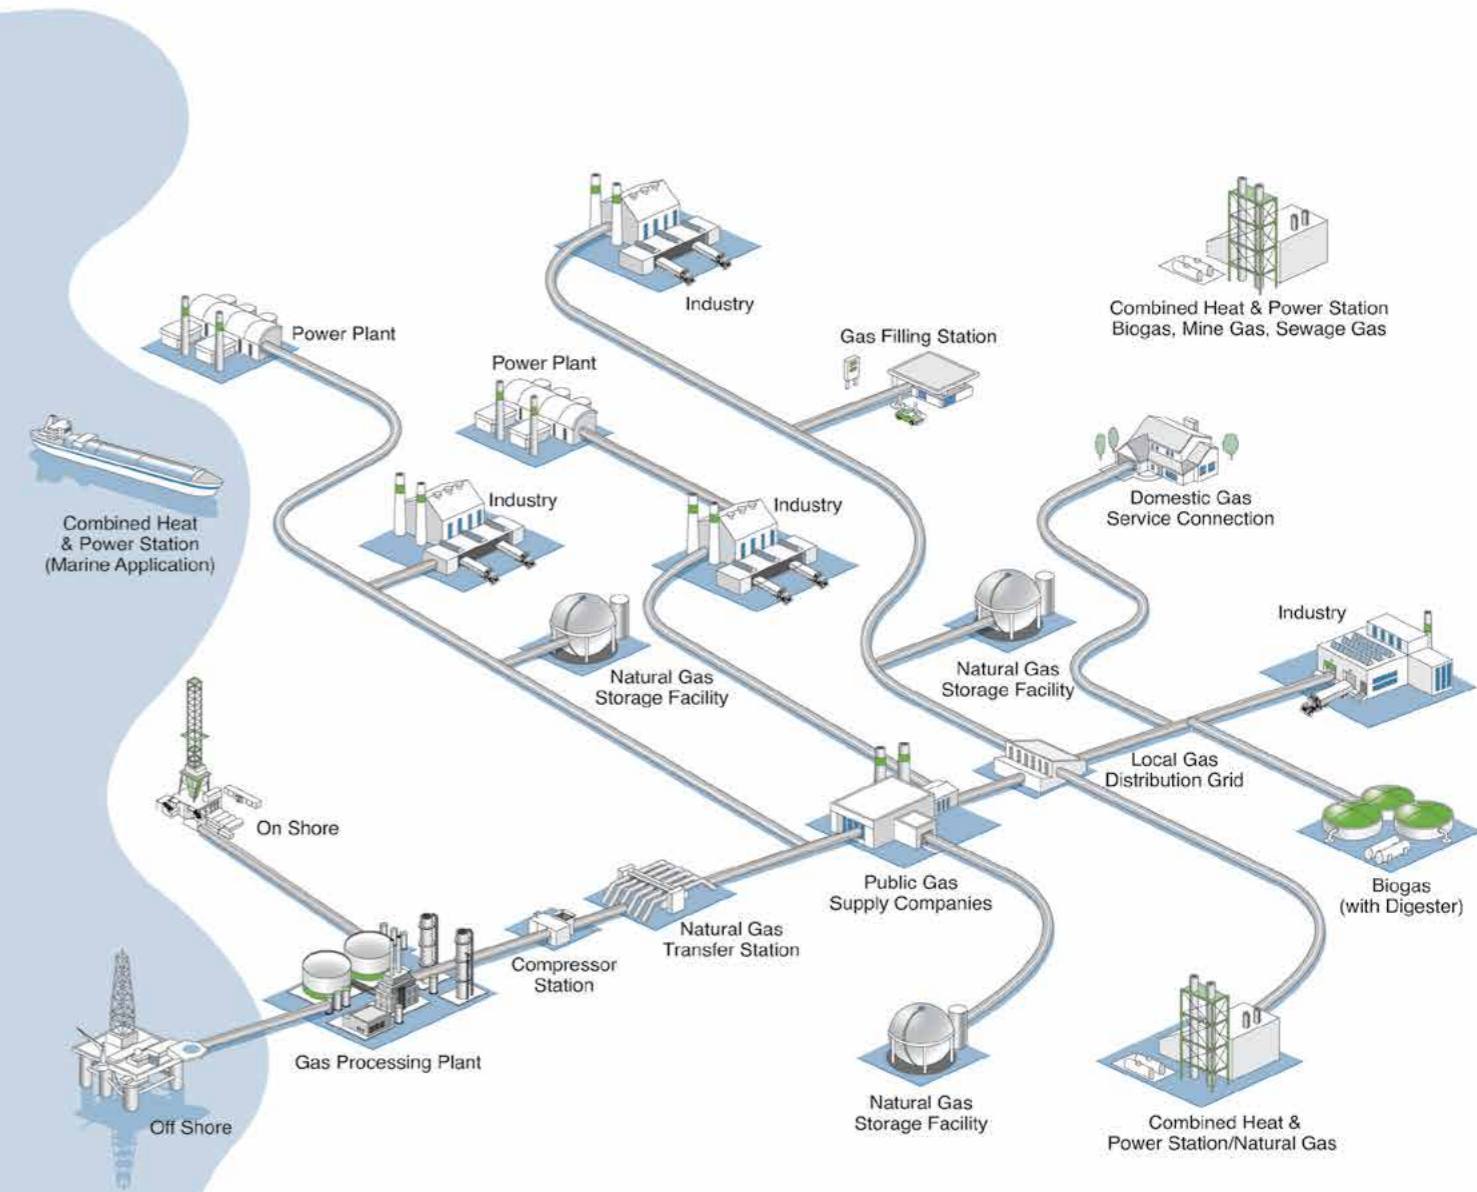 Industry
Combined Heat & Power Station
Biogas, Mine Gas, Sewage Gas
Power Plant
Gas Filling Station
Power Plant
Domestic Gas
Service Connection
Industry
Industry
Combined Heat
& Power Station
(Marine Application)
Industry
Natural Gas
Storage Facility
Natural Gas
Storage Facility
Local Gas
Distribution Grid
On Shore
Public Gas
Supply Companies
Biogas
(with Digester)
Natural Gas
Transfer Station
Compressor
Station
Gas Processing Plant
Off Shore
Natural Gas
Storage Facility
Combined Heat &
Power Station/Natural Gas